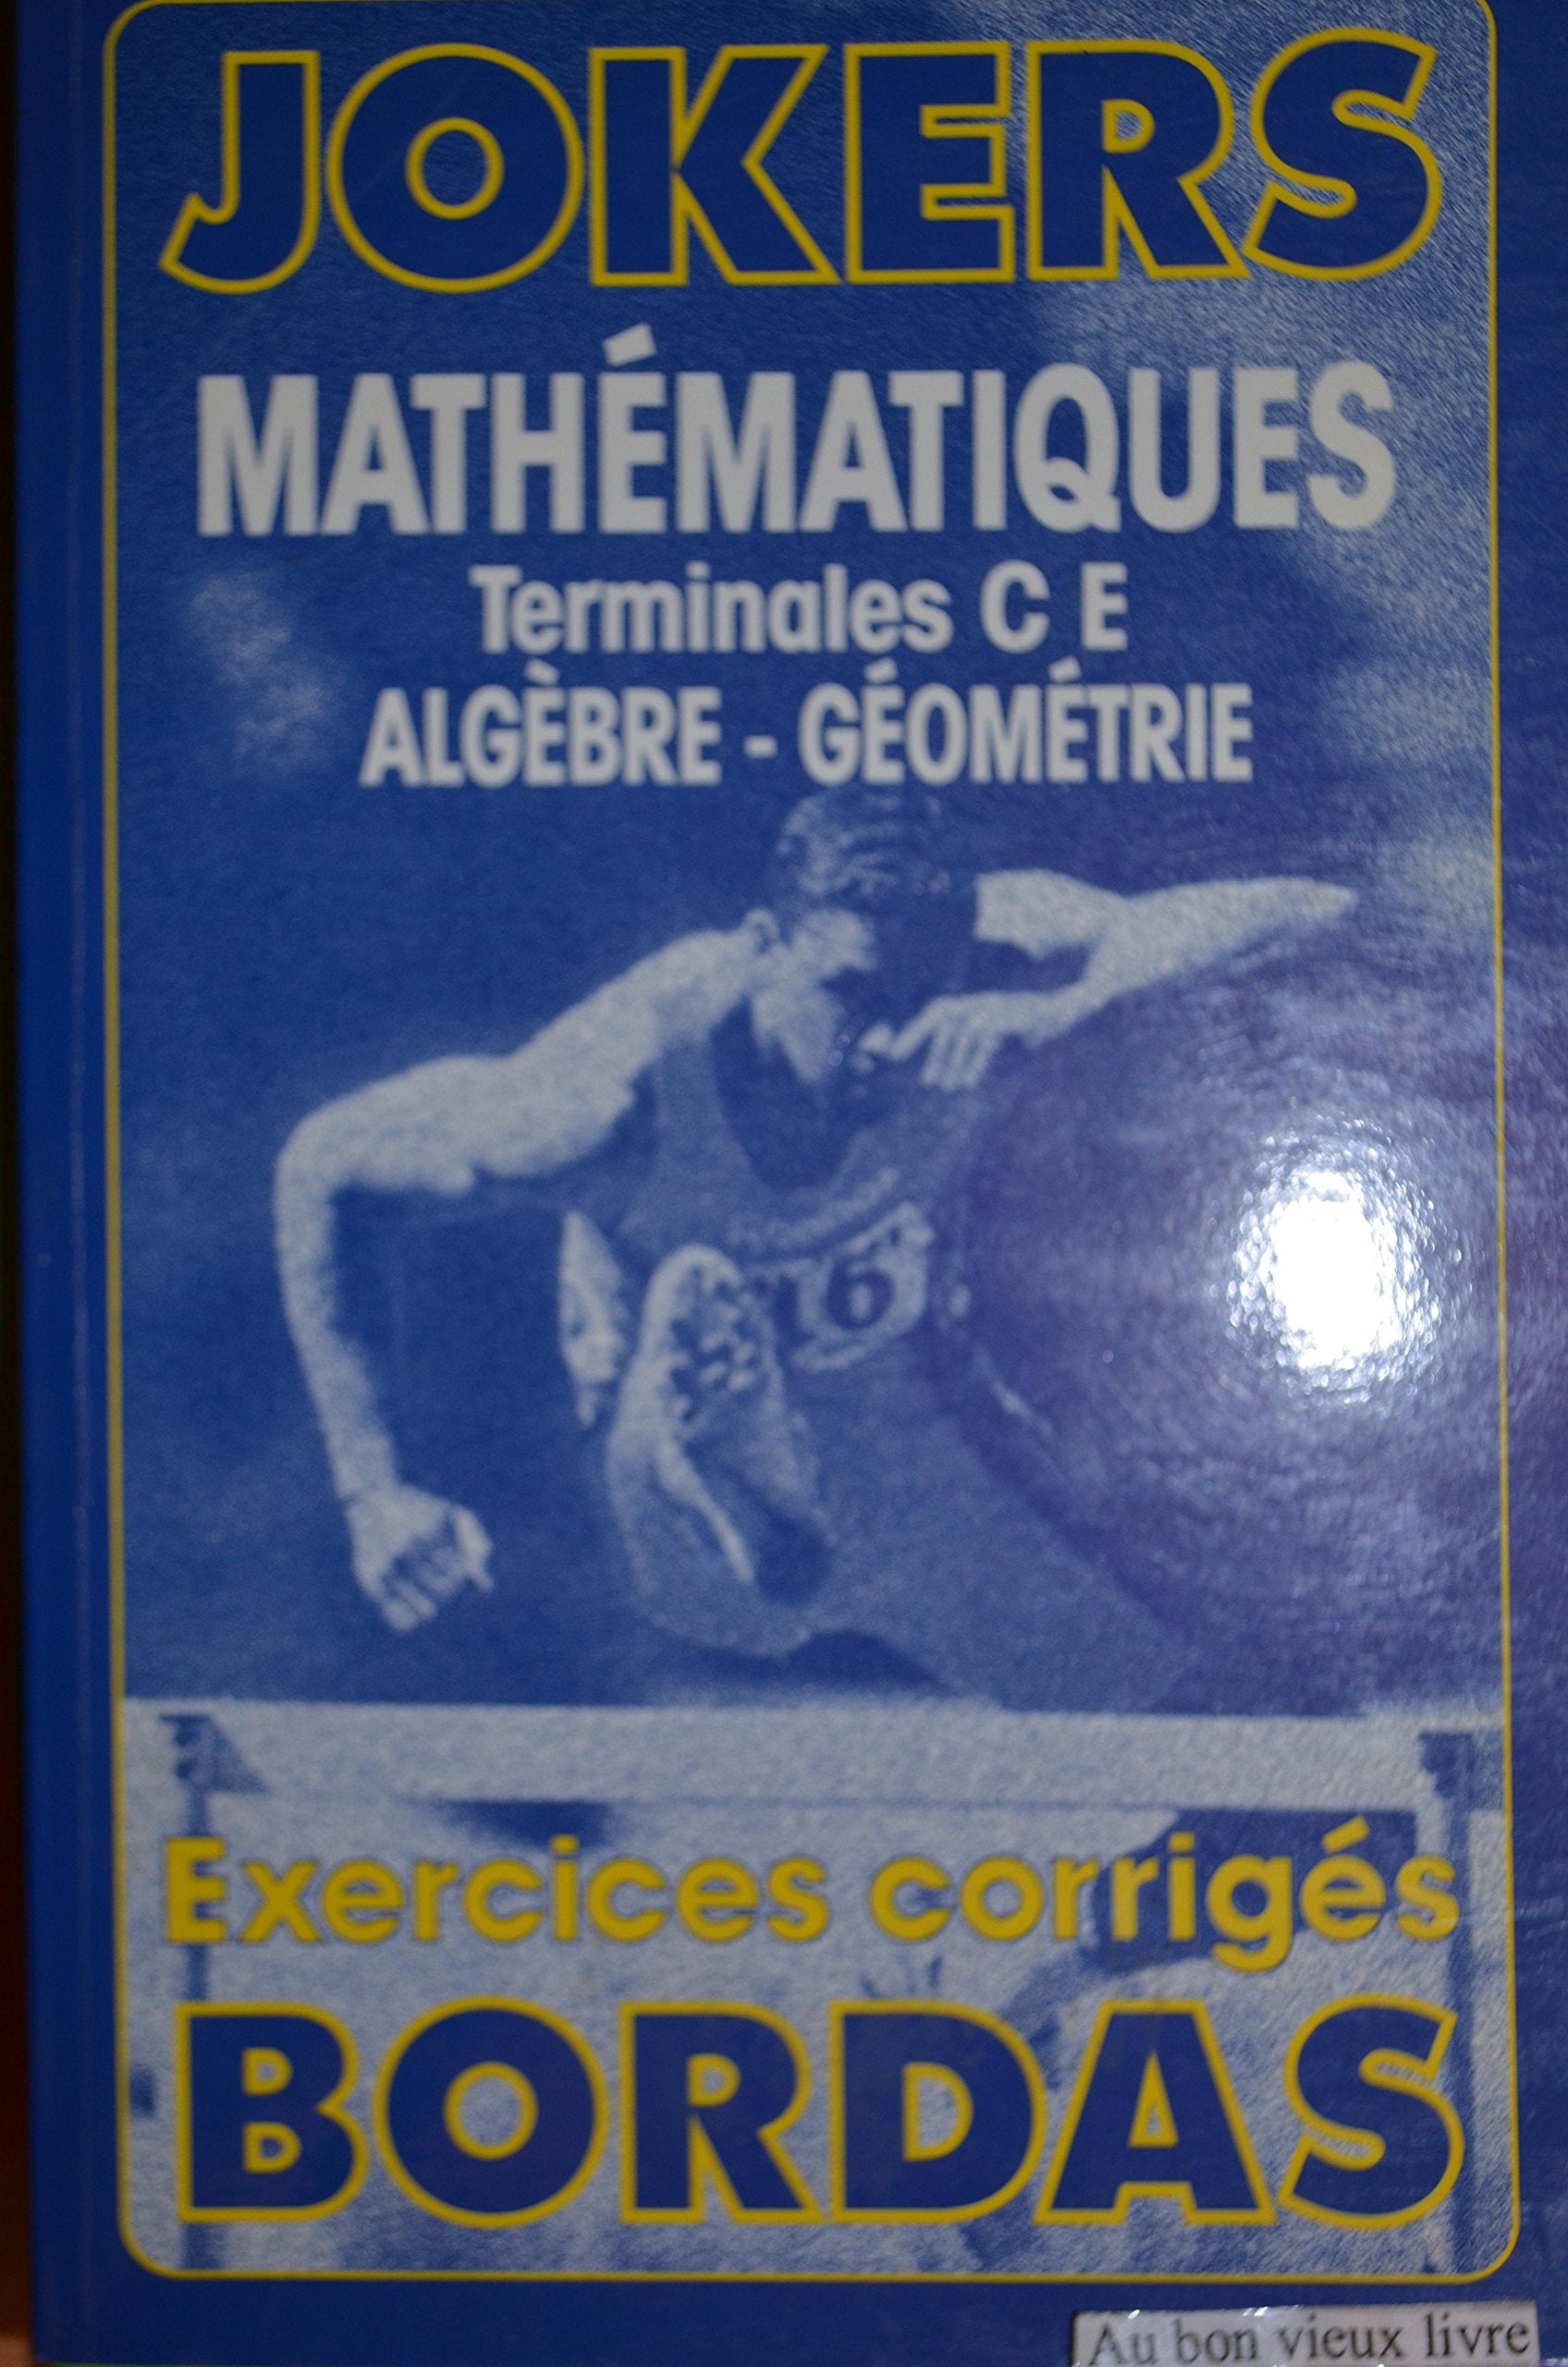 JOKERS
MATHÉMATIQUES
Terminales C E
ALGÈBRE - GÉOMÉTRIE
6
Exercices corrigés
BORDAS
Au bon vieux livre